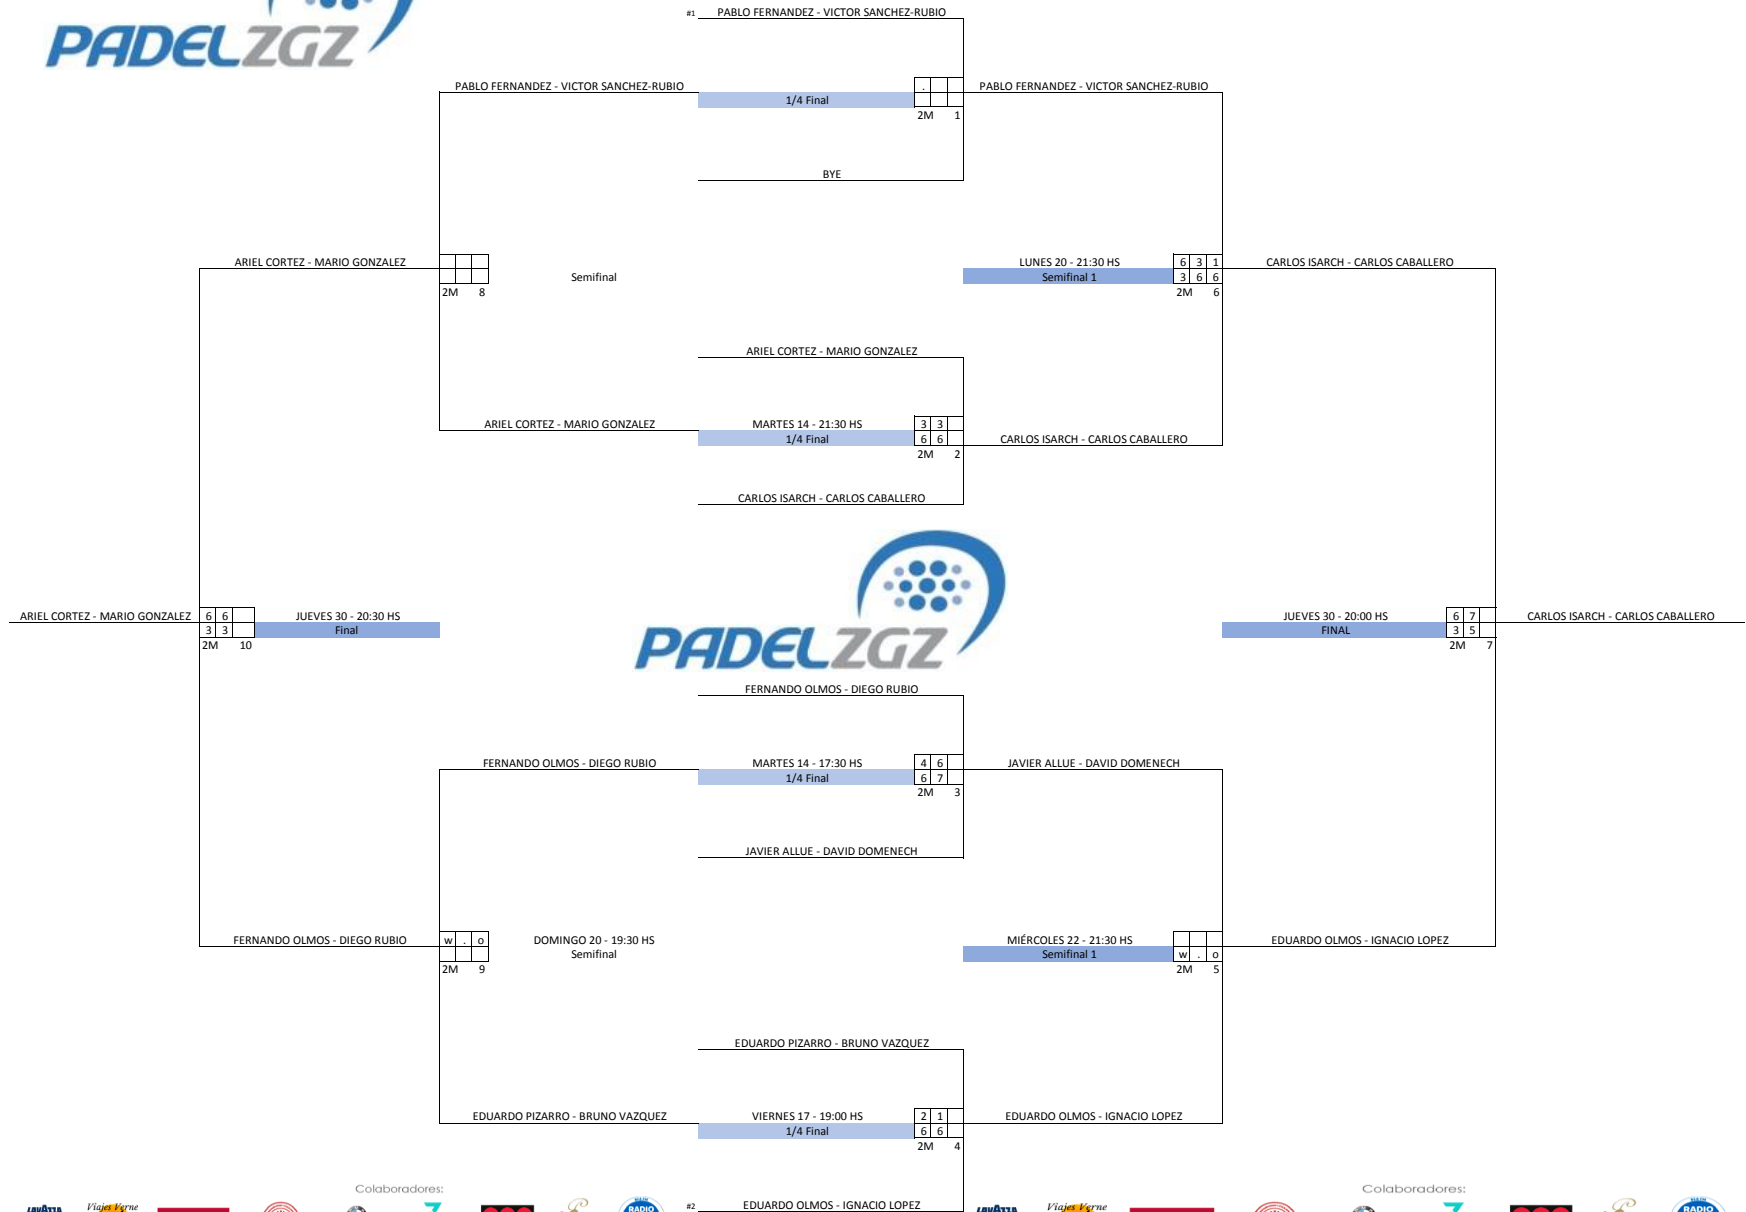 #1 PABLO FERNANDEZ - VICTOR SANCHEZ-RUBIO
PADELZGZ
PABLO FERNANDEZ - VICTOR SANCHEZ-RUBIO . PABLO FERNANDEZ - VICTOR SANCHEZ-RUBIO
1/4 Final
2M 1
BYE
ARIEL CORTEZ - MARIO GONZALEZ LUNES 20 - 21:30 HS 6 3 1 CARLOS ISARCH - CARLOS CABALLERO
Semifinal Semifinal 1 3 6 6
2M 8 2M 6
ARIEL CORTEZ - MARIO GONZALEZ
ARIEL CORTEZ - MARIO GONZALEZ MARTES 14 - 21:30 HS 3 3
1/4 Final 6 6 CARLOS ISARCH - CARLOS CABALLERO
2M 2
CARLOS ISARCH - CARLOS CABALLERO
ARIEL CORTEZ - MARIO GONZALEZ 6 6 JUEVES 30 - 20:30 HS JUEVES 30 - 20:00 HS 6 7 CARLOS ISARCH - CARLOS CABALLERO
3 3 Final FINAL 3 5
2M 10 2M 7
PADELZGZ
FERNANDO OLMOS - DIEGO RUBIO
FERNANDO OLMOS - DIEGO RUBIO MARTES 14 - 17:30 HS 4 6 JAVIER ALLUE - DAVID DOMENECH
1/4 Final 6 7
2M 3
JAVIER ALLUE - DAVID DOMENECH
FERNANDO OLMOS - DIEGO RUBIO w . o DOMINGO 20 - 19:30 HS MIÉRCOLES 22 - 21:30 HS EDUARDO OLMOS - IGNACIO LOPEZ
Semifinal Semifinal 1 w . o
2M 9 2M 5
EDUARDO PIZARRO - BRUNO VAZQUEZ
EDUARDO PIZARRO - BRUNO VAZQUEZ VIERNES 17 - 19:00 HS 2 1 EDUARDO OLMOS - IGNACIO LOPEZ
1/4 Final 6 6
2M 4
Colaboradores: Colaboradores:
LAVAZZA Viajes Verne RADIO #2 EDUARDO OLMOS - IGNACIO LOPEZ LAVAZZA Viajes Verne RADIO